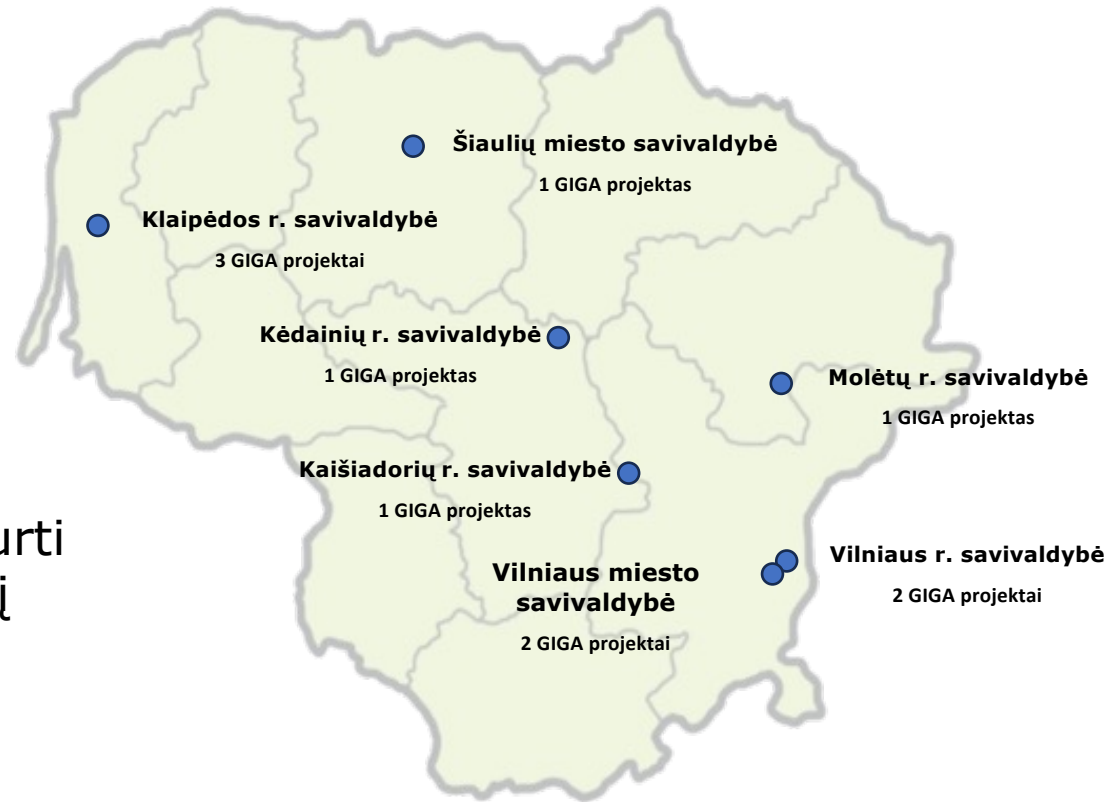 Šiaulių miesto savivaldybė
1 GIGA projektas
Klaipėdos r. savivaldybė
3 GIGA projektai
Kėdainių r. savivaldybė
1 GIGA projektas
Molėtų r. savivaldybė
1 GIGA projektas
Kaišiadorių r. savivaldybė
1 GIGA projektas
urti
į
Vilniaus r. savivaldybė
2 GIGA projektai
Vilniaus miesto
savivaldybė
2 GIGA projektai